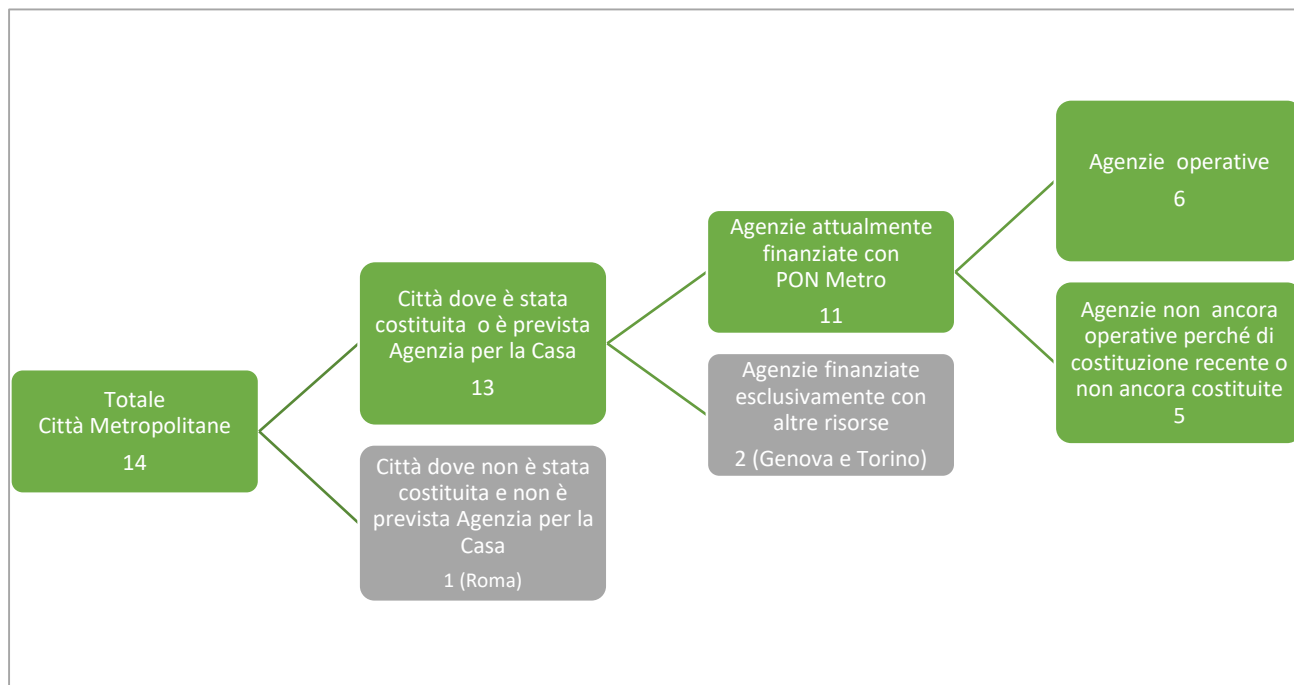 Totale
Città Metropolitane
14
Città dove è stata
costituita o è prevista
Agenzia per la Casa
13
Città dove non è stata
costituita e non è
prevista Agenzia per la
Casa
1 (Roma)
Agenzie attualmente
finanziate con
PON Metro
11
Agenzie finanziate
esclusivamente con
altre risorse
2 (Genova e Torino)
Agenzie operative
6
Agenzie non ancora
operative perché di
costituzione recente o
non ancora costituite
5